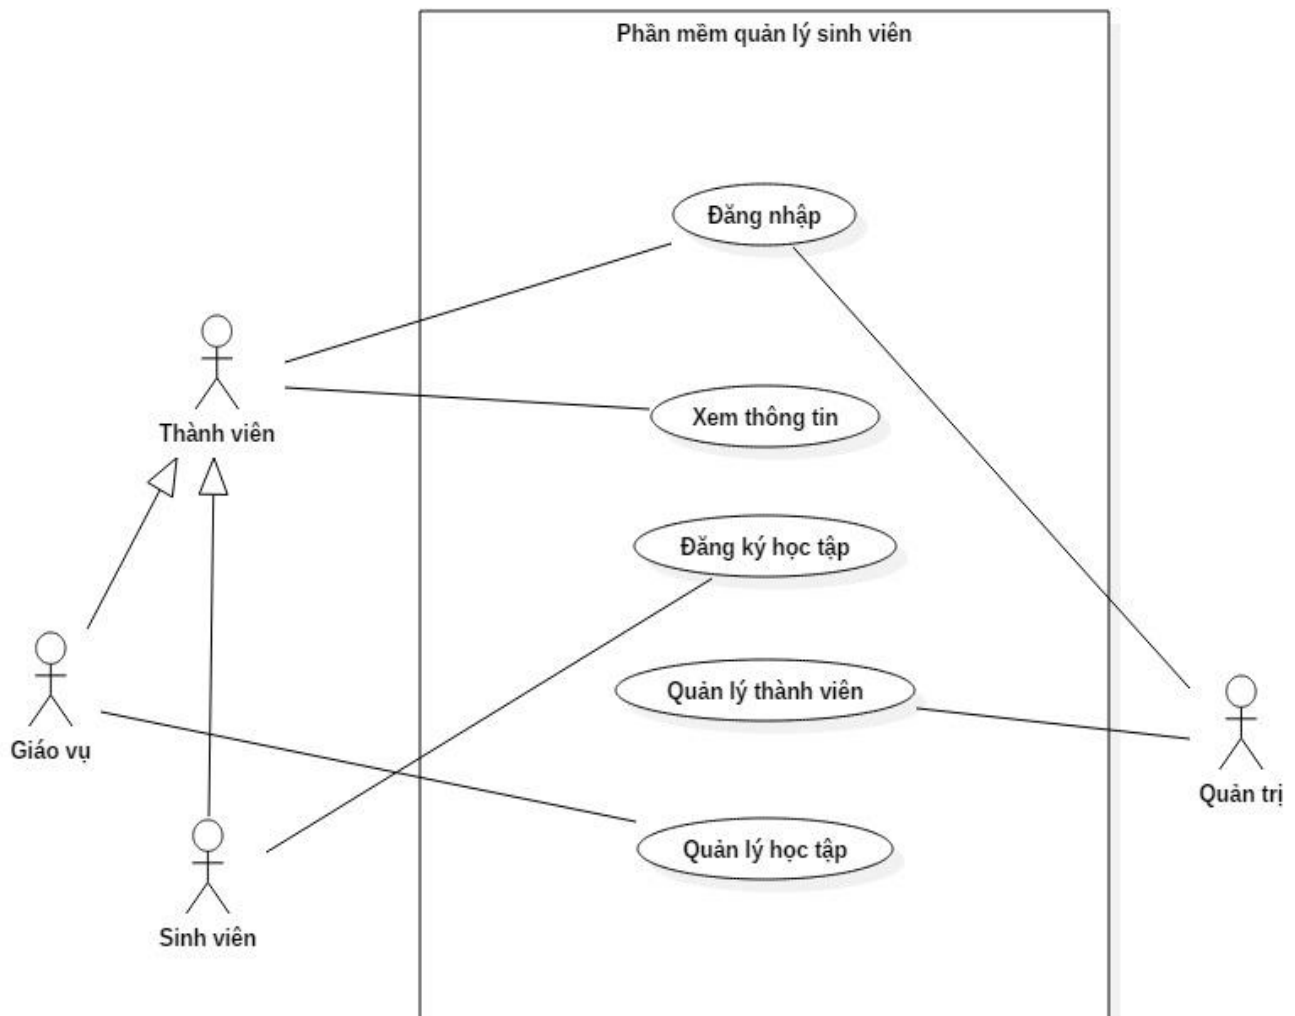 Phần mềm quản lý sinh viên
Đăng nhập
Thành viên
Xem thông tin
Đăng ký học tập
Quản lý thành viên
Giáo vụ
Quản trị
Quản lý học tập
Sinh viên